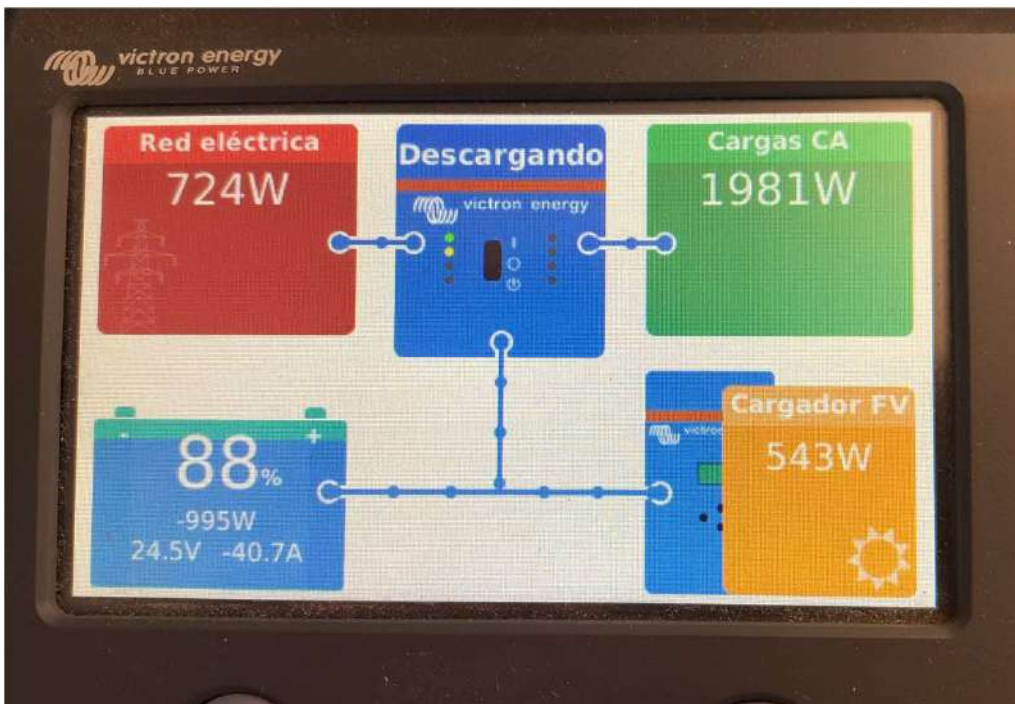 victron energy
BLUE POWER
Red eléctrica
724W
Descargando
victron energy
Cargas CA
1981W
- +
88%
-995W
24.5V -40.7A
victron
Cargador FV
543W